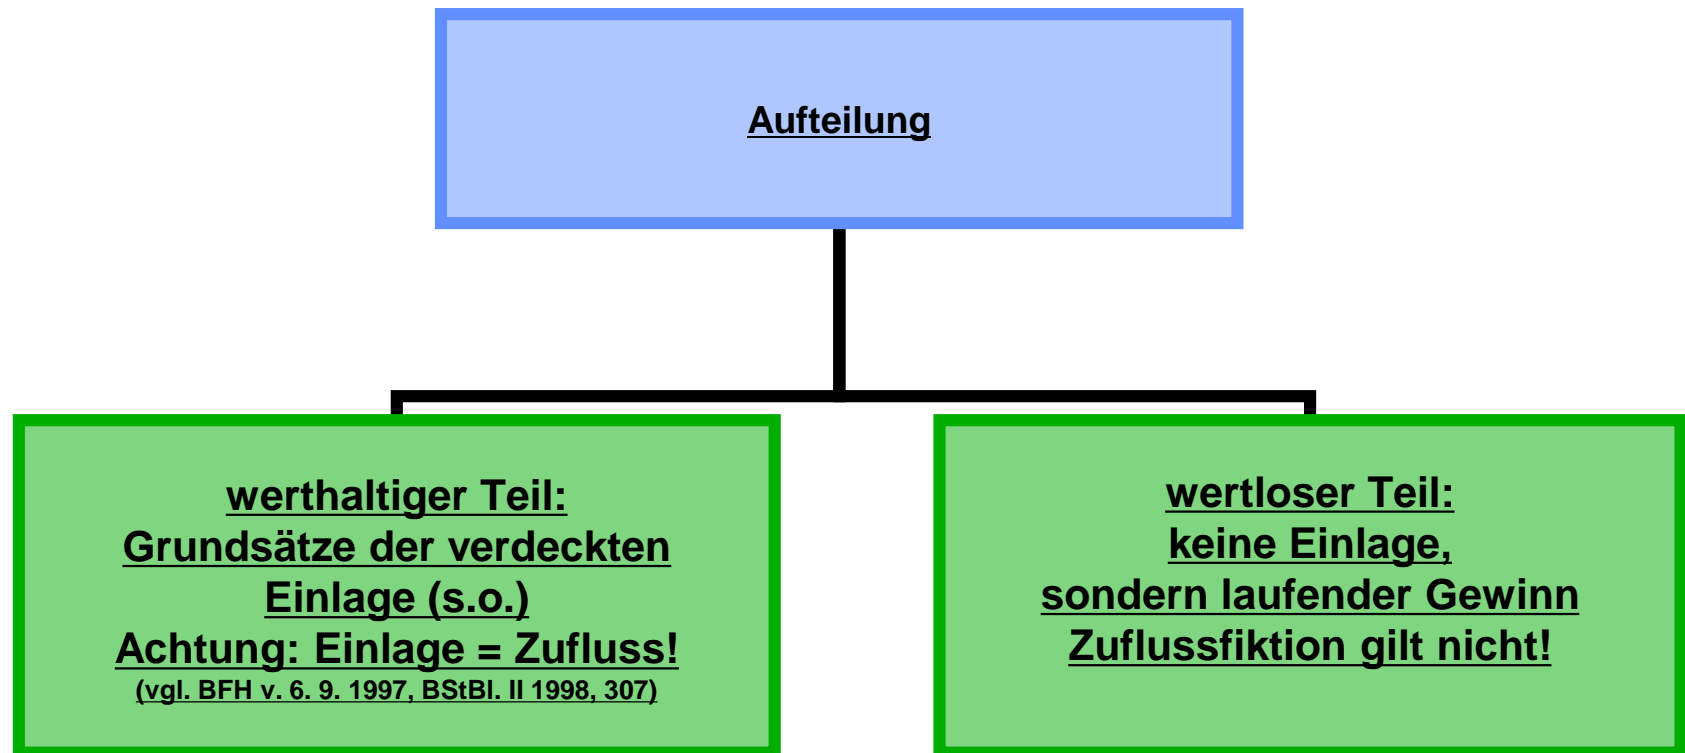 Aufteilung
werthaltiger Teil:
Grundsätze der verdeckten
Einlage (s.o.)
Achtung: Einlage = Zufluss!
(vgl. BFH v. 6. 9. 1997, BStBl. II 1998, 307)
wertloser Teil:
keine Einlage,
sondern laufender Gewinn
Zuflussfiktion gilt nicht!